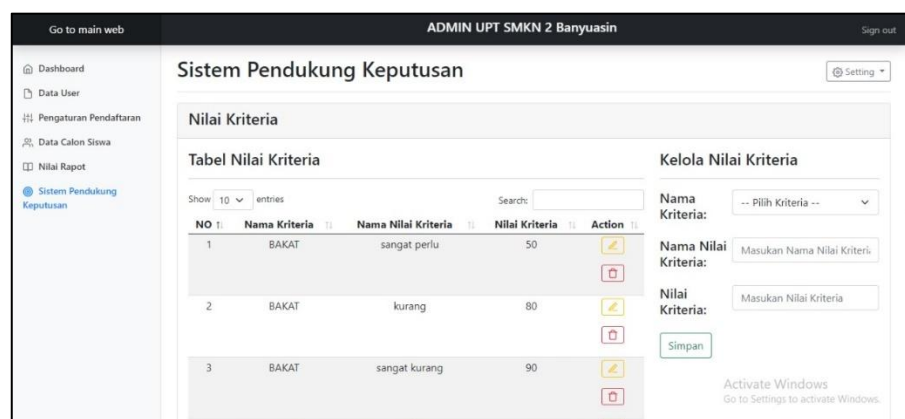 Go to main web
ADMIN UPT SMKN 2 Banyuasin
Sign out
Dashboard
Data User
Pengaturan Pendaftaran
Data Calon Siswa
Nilai Rapot
Sistem Pendukung
Keputusan
Sistem Pendukung Keputusan
Setting
Nilai Kriteria
Tabel Nilai Kriteria
Show 10 entries
Search:
NO Nama Kriteria Nama Nilai Kriteria Nilai Kriteria Action
1 BAKAT sangat perlu 50
2 BAKAT kurang 80
3 BAKAT sangat kurang 90
Kelola Nilai Kriteria
Nama
Kriteria:
-- Pilih Kriteria --
Nama Nilai
Kriteria:
Masukan Nama Nilai Kriteri
Nilai
Kriteria:
Masukan Nilai Kriteria
Simpan
Activate Windows
Go to Settings to activate Windows.